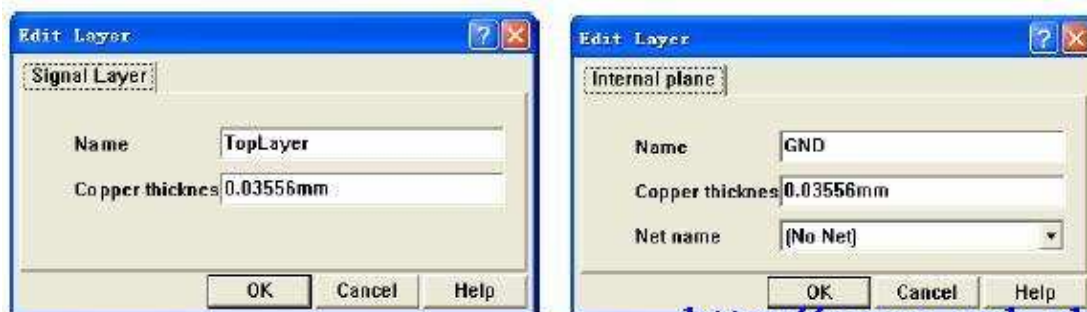 Edit Layer
Signal Layer
Name TopLayer
Copper thicknes 0.03556mm
OK Cancel Help
Edit Layer
Internal plane
Name GND
Copper thicknes 0.03556mm
Net name (No Net)
OK Cancel Help